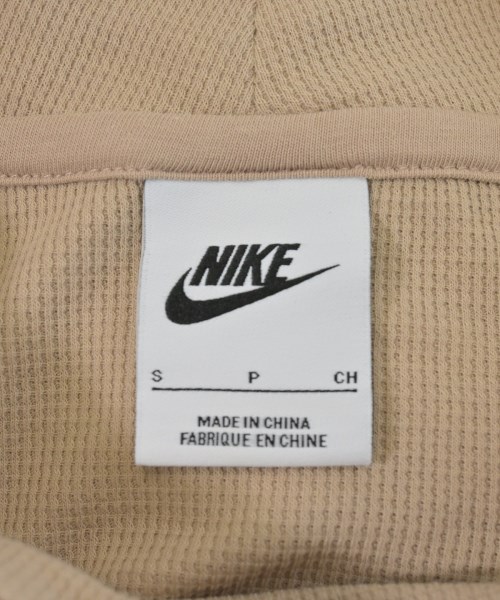 NIKE
S P CH
MADE IN CHINA
FABRIQUE EN CHINE